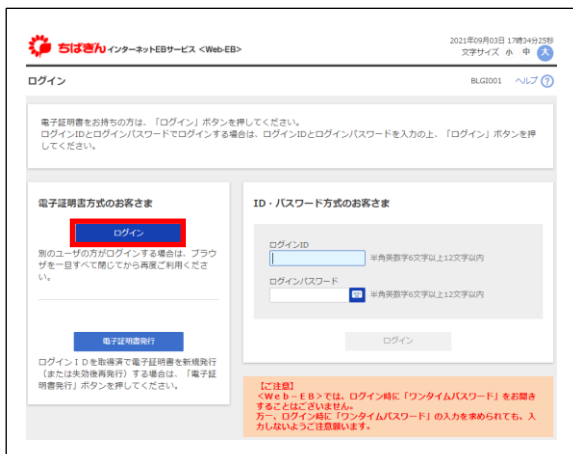 ちばぎん インターネットEBサービス <Web-EB>
2021年09月03日 17時34分25秒
文字サイズ 小 中 大
ログイン
BLGI001 ヘルプ ?
電子証明書をお持ちの方は、「ログイン」ボタンを押してください。
ログインIDとログインパスワードでログインする場合は、ログインIDとログインパスワードを入力の上、「ログイン」ボタンを押
してください。
電子証明書方式のお客さま
ログイン
別のユーザの方がログインする場合は、ブラウ
ザを一旦すべて閉じてから再度ご利用くださ
い。
電子証明書発行
ログインＩＤを取得済で電子証明書を新規発行
（または失効後再発行）する場合は、「電子証
明書発行」ボタンを押してください。
ID・パスワード方式のお客さま
ログインID
半角英数字6文字以上12文字以内
ログインパスワード
半角英数字6文字以上12文字以内
ログイン
【ご注意】
＜Ｗｅｂ－ＥＢ＞では、ログイン時に「ワンタイムパスワード」をお聞き
することはございません。
万一、ログイン時に「ワンタイムパスワード」の入力を求められても、入
力しないようご注意願います。